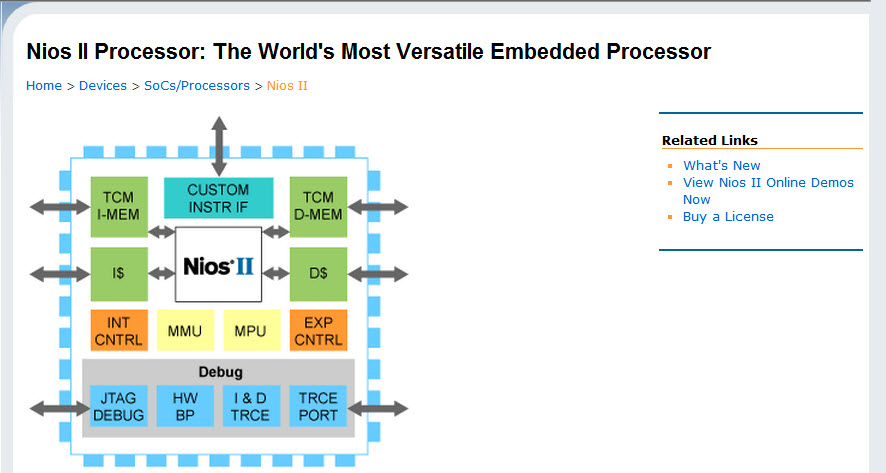 Nios II Processor: The World's Most Versatile Embedded Processor
Home > Devices > SoCs/Processors > Nios II
Related Links
What's New
View Nios II Online Demos
Now
Buy a License
TCM
I-MEM
CUSTOM
INSTR IF
TCM
D-MEM
I$
Nios® II
D$
INT
CNTRL
MMU
MPU
EXP
CNTRL
Debug
JTAG
DEBUG
HW
BP
I & D
TRCE
TRCE
PORT